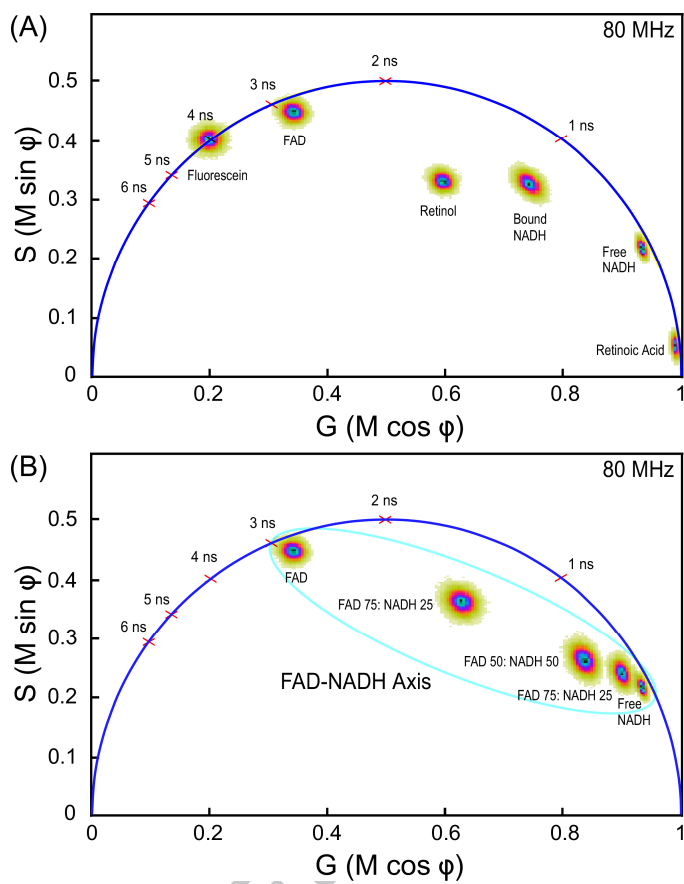 (A)
80 MHz
2 ns
3 ns
1 ns
4 ns
5 ns
6 ns
FAD
Fluorescein
Retinol
Bound
NADH
Free
NADH
Retinoic Acid
0.5
0.4
0.3
0.2
0.1
0
S (M sin φ)
0
0.2
0.4
0.6
0.8
1
G (M cos φ)
(B)
80 MHz
2 ns
3 ns
1 ns
4 ns
5 ns
6 ns
FAD
FAD 75: NADH 25
FAD 50: NADH 50
FAD 75: NADH 25
Free
NADH
FAD-NADH Axis
0.5
0.4
0.3
0.2
0.1
0
S (M sin φ)
0
0.2
0.4
0.6
0.8
1
G (M cos φ)